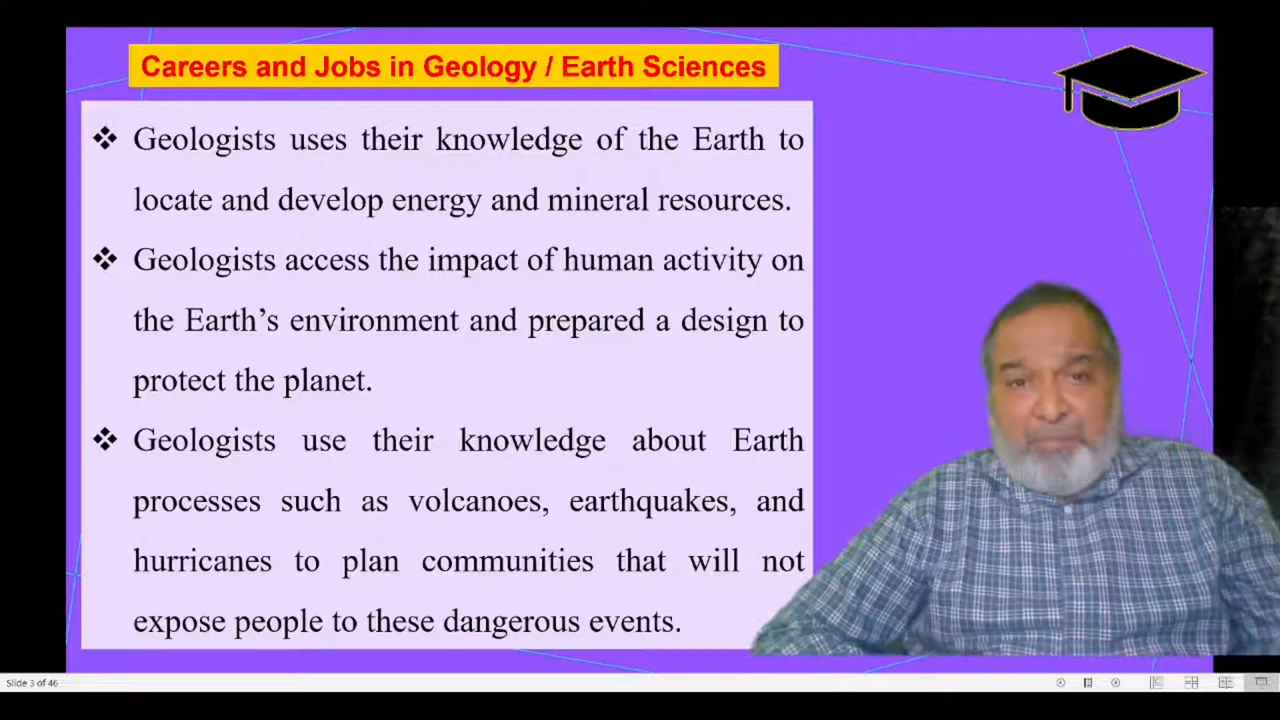 Careers and Jobs in Geology / Earth Sciences
❖ Geologists uses their knowledge of the Earth to
locate and develop energy and mineral resources.
❖ Geologists access the impact of human activity on
the Earth’s environment and prepared a design to
protect the planet.
❖ Geologists use their knowledge about Earth
processes such as volcanoes, earthquakes, and
hurricanes to plan communities that will not
expose people to these dangerous events.
Slide 3 of 46